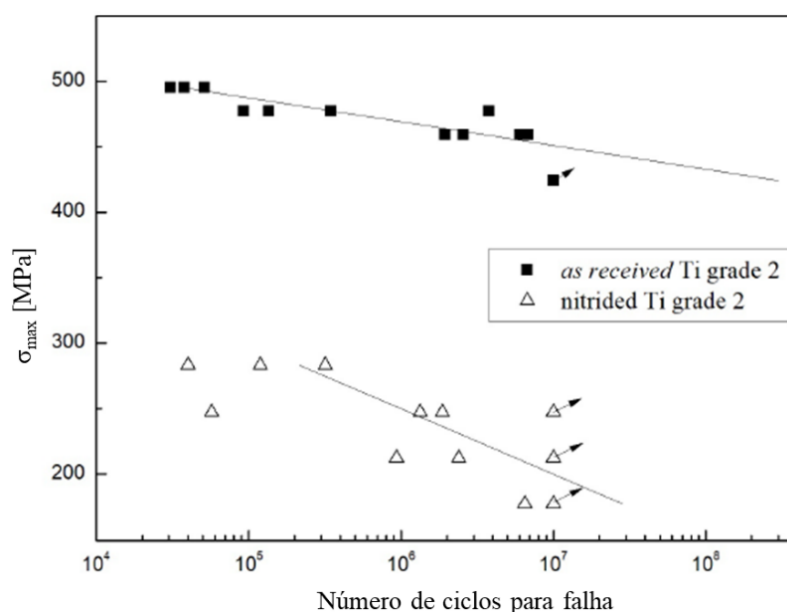 500
400
300
200
σmax [MPa]
■ as received Ti grade 2
△ nitrided Ti grade 2
10⁴ 10⁵ 10⁶ 10⁷ 10⁸
Número de ciclos para falha